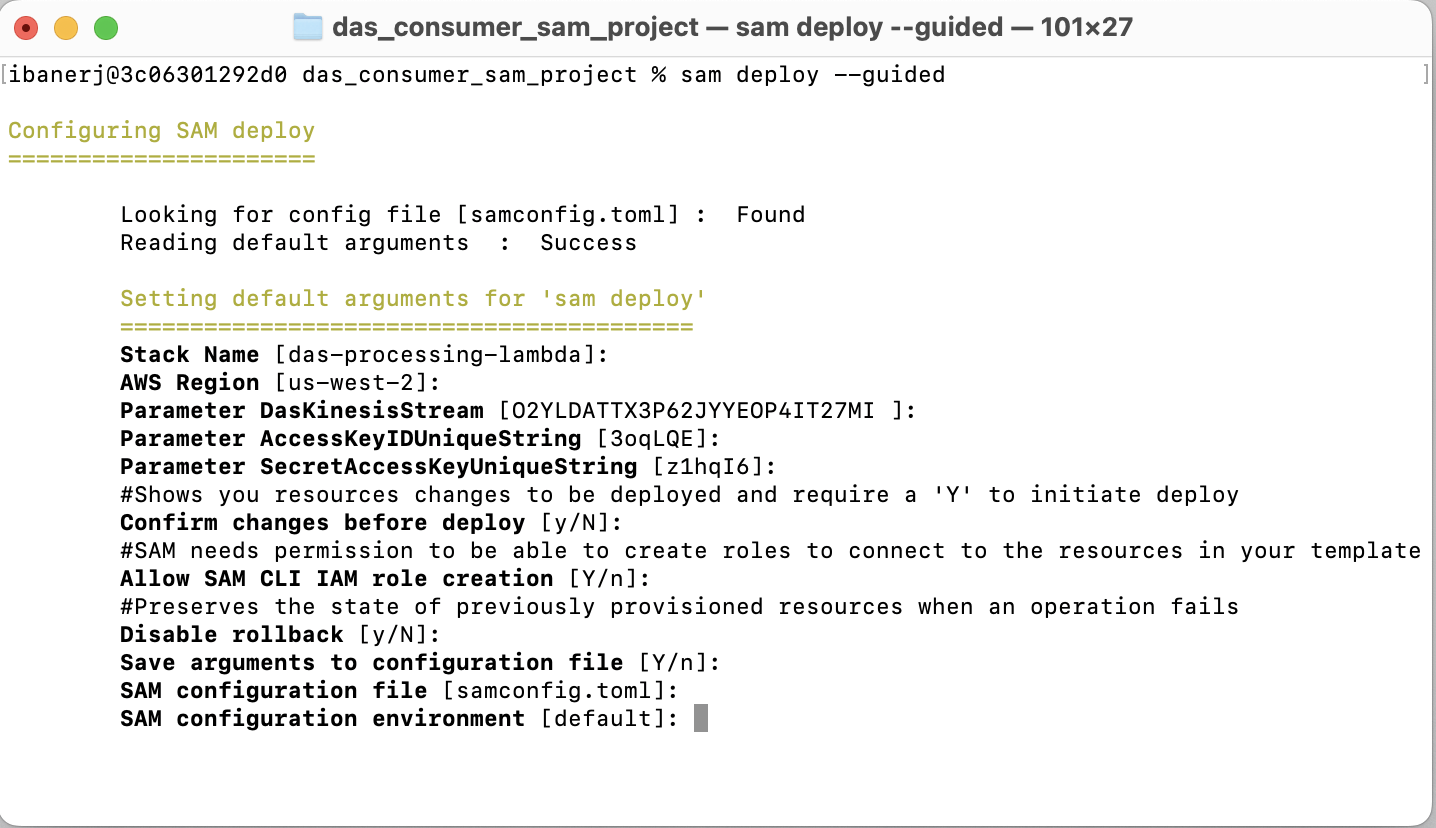 das_consumer_sam_project — sam deploy --guided — 101×27
[ibanerj@3c06301292d0 das_consumer_sam_project % sam deploy --guided ]
Configuring SAM deploy
======================
Looking for config file [samconfig.toml] :  Found
Reading default arguments  :  Success
Setting default arguments for 'sam deploy'
=========================================
Stack Name [das-processing-lambda]:
AWS Region [us-west-2]:
Parameter DasKinesisStream [O2YLDATTX3P62JYYEOP4IT27MI ]:
Parameter AccessKeyIDUniqueString [3oqLQE]:
Parameter SecretAccessKeyUniqueString [z1hqI6]:
#Shows you resources changes to be deployed and require a 'Y' to initiate deploy
Confirm changes before deploy [y/N]:
#SAM needs permission to be able to create roles to connect to the resources in your template
Allow SAM CLI IAM role creation [Y/n]:
#Preserves the state of previously provisioned resources when an operation fails
Disable rollback [y/N]:
Save arguments to configuration file [Y/n]:
SAM configuration file [samconfig.toml]:
SAM configuration environment [default]: